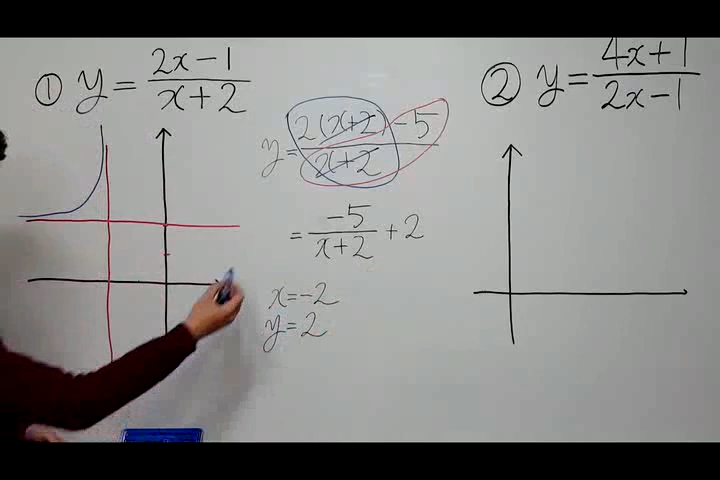 ① y = (2x-1)/(x+2)
y = (2(x+2)-5)/(x+2)
= -5/(x+2) + 2
x = -2
y = 2
② y = (4x+1)/(2x-1)